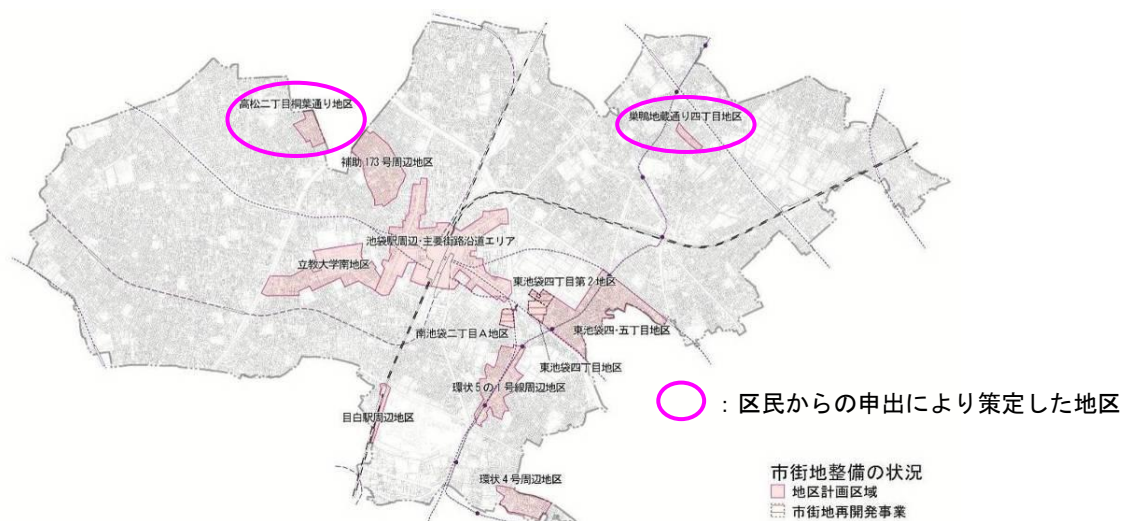 高松二丁目桐葉通り地区
巣鴨地蔵通り四丁目地区
補助173号周辺地区
池袋駅周辺・主要街路沿道エリア
立教大学南地区
東池袋四丁目第2地区
南池袋二丁目A地区
東池袋四・五丁目地区
東池袋四丁目地区
環状5の1号線周辺地区
目白駅周辺地区
：区民からの申出により策定した地区
環状4号周辺地区
市街地整備の状況
地区計画区域
市街地再開発事業